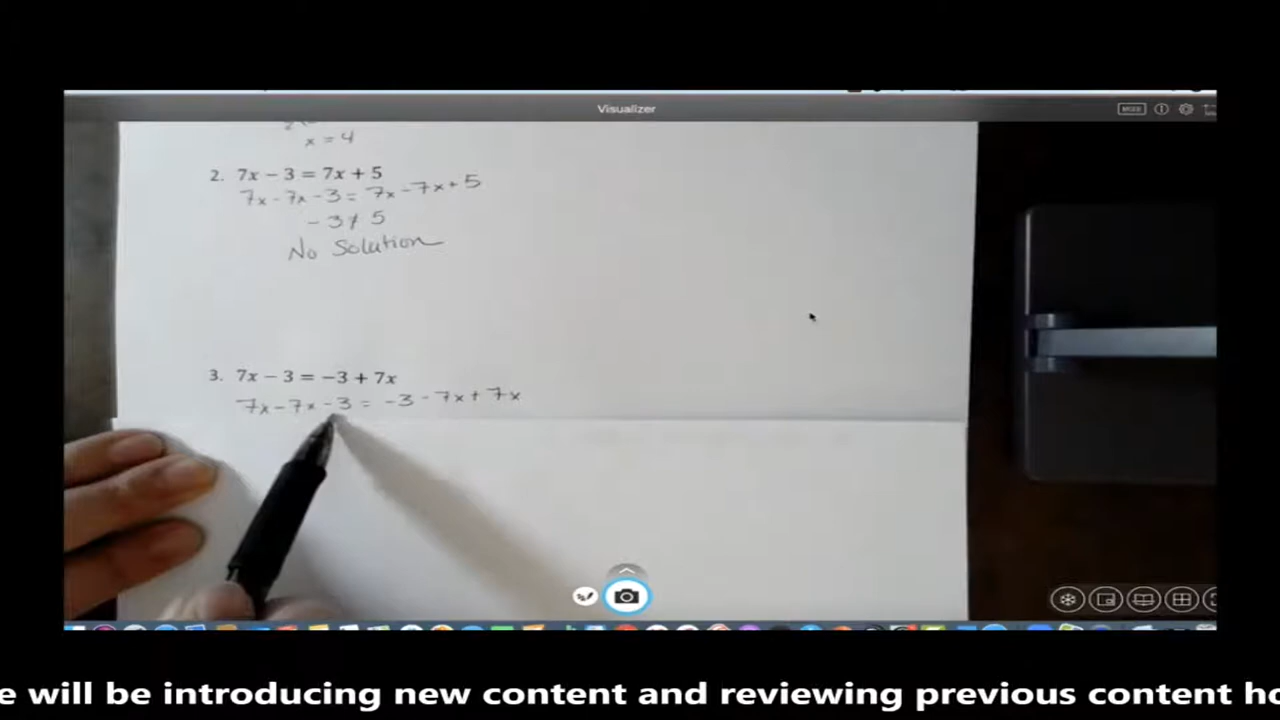 Visualizer
MODE
x = 4
2. 7x − 3 = 7x + 5
7x - 7x - 3 = 7x - 7x + 5
- 3 ≠ 5
No Solution
3. 7x − 3 = −3 + 7x
7x - 7x - 3 = -3 - 7x + 7x
e will be introducing new content and reviewing previous content ho